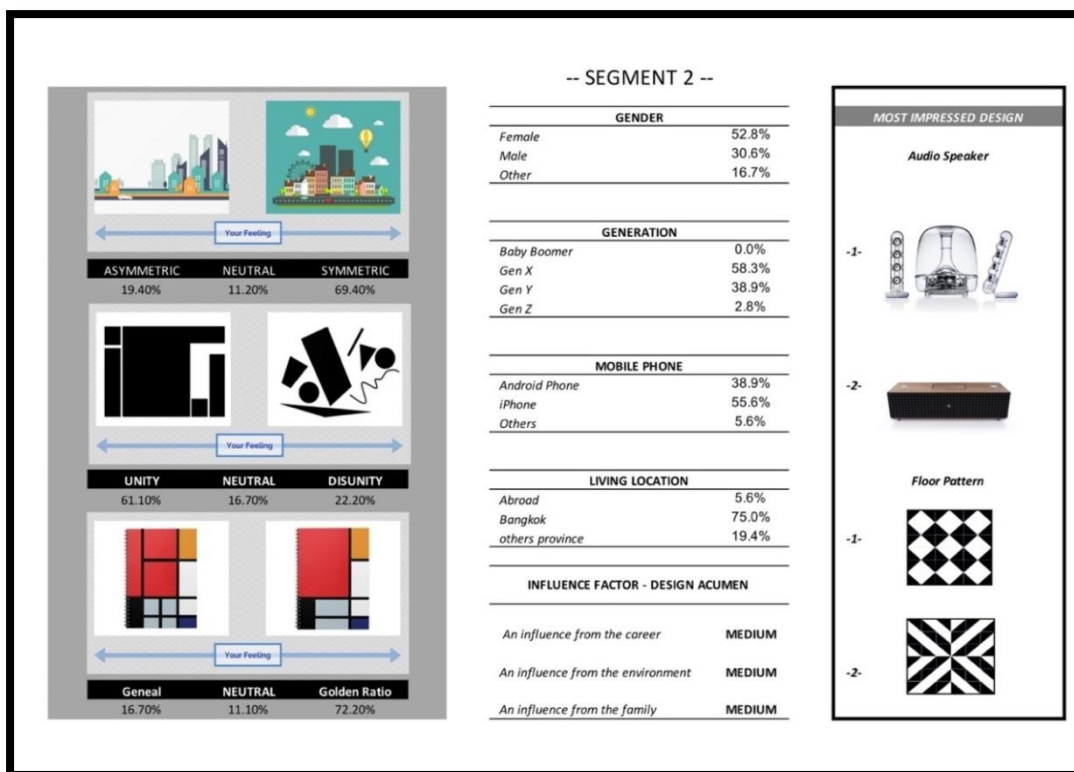 -- SEGMENT 2 --
Your Feeling
ASYMMETRIC NEUTRAL SYMMETRIC
19.40% 11.20% 69.40%
Your Feeling
UNITY NEUTRAL DISUNITY
61.10% 16.70% 22.20%
Your Feeling
Geneal NEUTRAL Golden Ratio
16.70% 11.10% 72.20%
GENDER
Female 52.8%
Male 30.6%
Other 16.7%
GENERATION
Baby Boomer 0.0%
Gen X 58.3%
Gen Y 38.9%
Gen Z 2.8%
MOBILE PHONE
Android Phone 38.9%
iPhone 55.6%
Others 5.6%
LIVING LOCATION
Abroad 5.6%
Bangkok 75.0%
others province 19.4%
INFLUENCE FACTOR - DESIGN ACUMEN
An influence from the career MEDIUM
An influence from the environment MEDIUM
An influence from the family MEDIUM
MOST IMPRESSED DESIGN
Audio Speaker
-1-
-2-
Floor Pattern
-1-
-2-